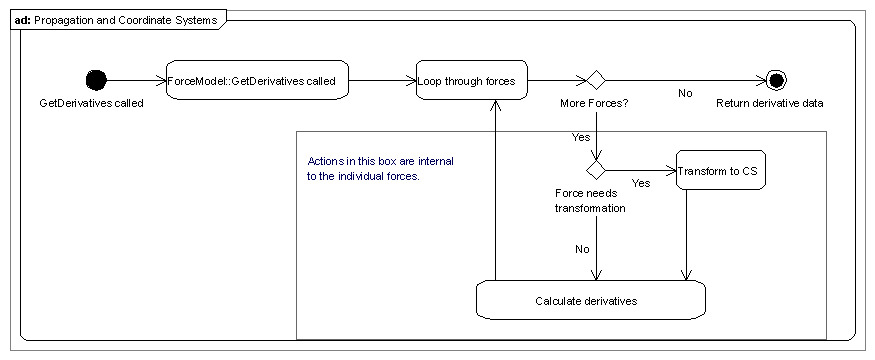 ad: Propagation and Coordinate Systems
ForceModel::GetDerivatives called
Loop through forces
GetDerivatives called
More Forces?
No
Return derivative data
Yes
Actions in this box are internal
to the individual forces.
Transform to CS
Yes
Force needs
transformation
No
Calculate derivatives